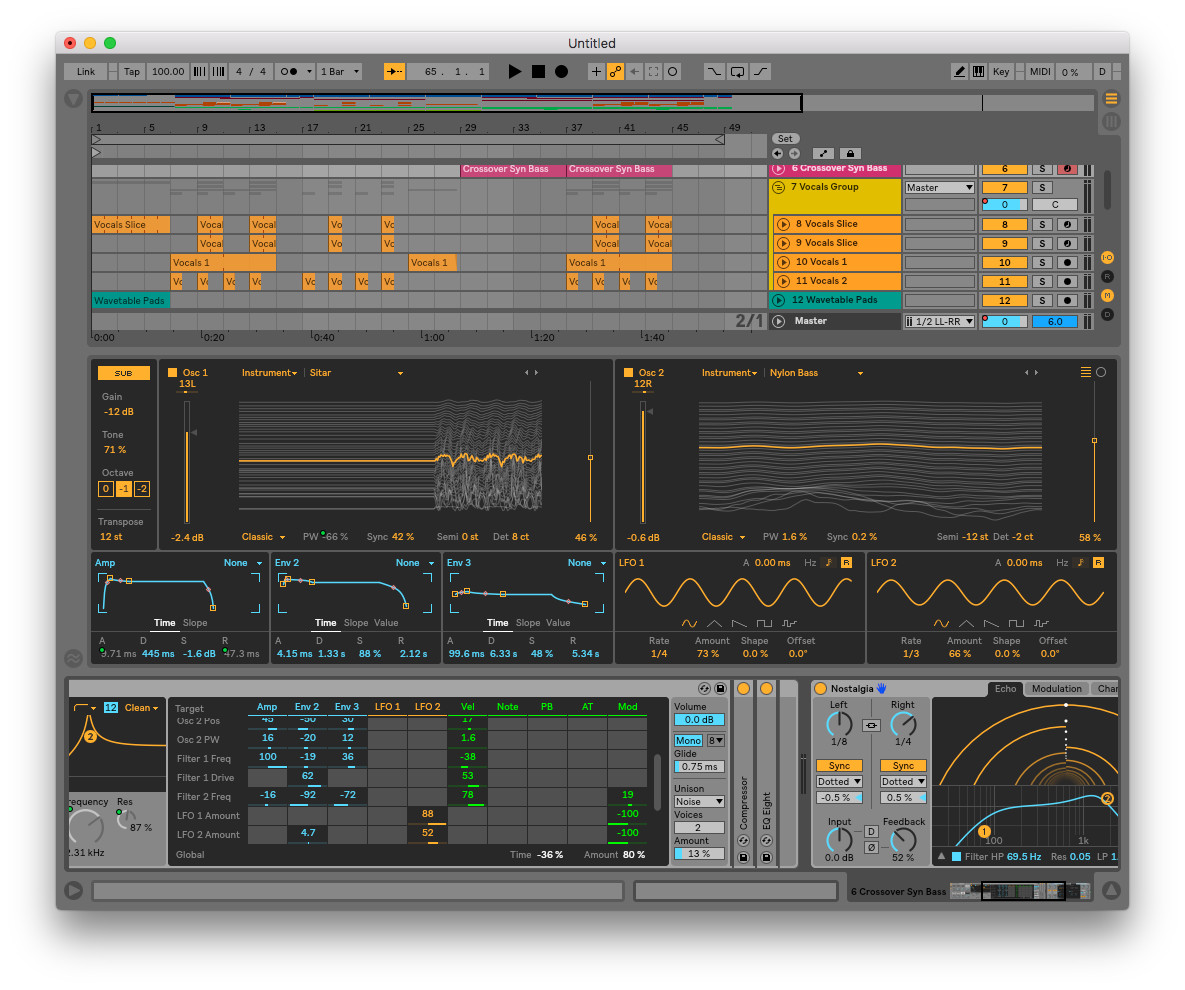 Untitled
Link Tap 100.00 4 / 4 1 Bar 65 . 1 . 1 Key MIDI 0 % D
1 5 9 13 17 21 25 29 33 37 41 45 49
Set
Crossover Syn Bass Crossover Syn Bass 6 Crossover Syn Bass 6 S
7 Vocals Group Master 7 S
0 C
Vocals Slice Vocal Vocal Vo Vc Vocal Vocal 8 Vocals Slice 8 S
Vocal Vocal Vo Vo Vocal Vocal 9 Vocals Slice 9 S
Vocals 1 Vocals 1 Vocals 1 10 Vocals 1 10 S
Vc Vc Vc Vc Vc Vc Vc Vc Vc Vc Vc 11 Vocals 2 11 S
Wavetable Pads 12 Wavetable Pads 12 S
2/1 Master 1/2 LL-RR 0 6.0
0:00 0:20 0:40 1:00 1:20 1:40
I·O
R
M
D
SUB Osc 1 Instrument Sitar Osc 2 Instrument Nylon Bass
13L 12R
Gain
-12 dB
Tone
71 %
Octave
0 -1 -2
Transpose
12 st -2.4 dB Classic PW -66 % Sync 42 % Semi 0 st Det 8 ct 46 % -0.6 dB Classic PW 1.6 % Sync 0.2 % Semi -12 st Det -2 ct 58 %
Amp None Env 2 None Env 3 None LFO 1 A 0.00 ms Hz R LFO 2 A 0.00 ms Hz R
Time Slope Time Slope Value Time Slope Value
A D S R A D S R A D S R Rate Amount Shape Offset Rate Amount Shape Offset
9.71 ms 445 ms -1.6 dB 47.3 ms 4.15 ms 1.33 s 88 % 2.12 s 99.6 ms 6.33 s 48 % 5.34 s 1/4 73 % 0.0 % 0.0° 1/3 66 % 0.0 % 0.0°
12 Clean
2
Res
87 %
2.31 kHz
Target Amp Env 2 Env 3 LFO 1 LFO 2 Vel Note PB AT Mod
Osc 2 Pos 45 -50 30 17
Osc 2 PW 16 -20 12 1.6
Filter 1 Freq 100 -19 36 -38
Filter 1 Drive 62 53
Filter 2 Freq -16 -92 -72 78 19
LFO 1 Amount 88 -100
LFO 2 Amount 4.7 52 -100
Global Time -36 % Amount 80 %
Volume
0.0 dB
Mono 8
Glide
0.75 ms
Unison
Noise
Voices
2
Amount
13 %
Compressor
EQ Eight
Nostalgia Echo Modulation Char
Left Right
1/8 1/4
Sync Sync
Dotted Dotted
-0.5 % 0.5 %
Input D Feedback
Ø
0.0 dB 52 %
1 2
100 1k
Filter HP 69.5 Hz Res 0.05 LP 1.
6 Crossover Syn Bass